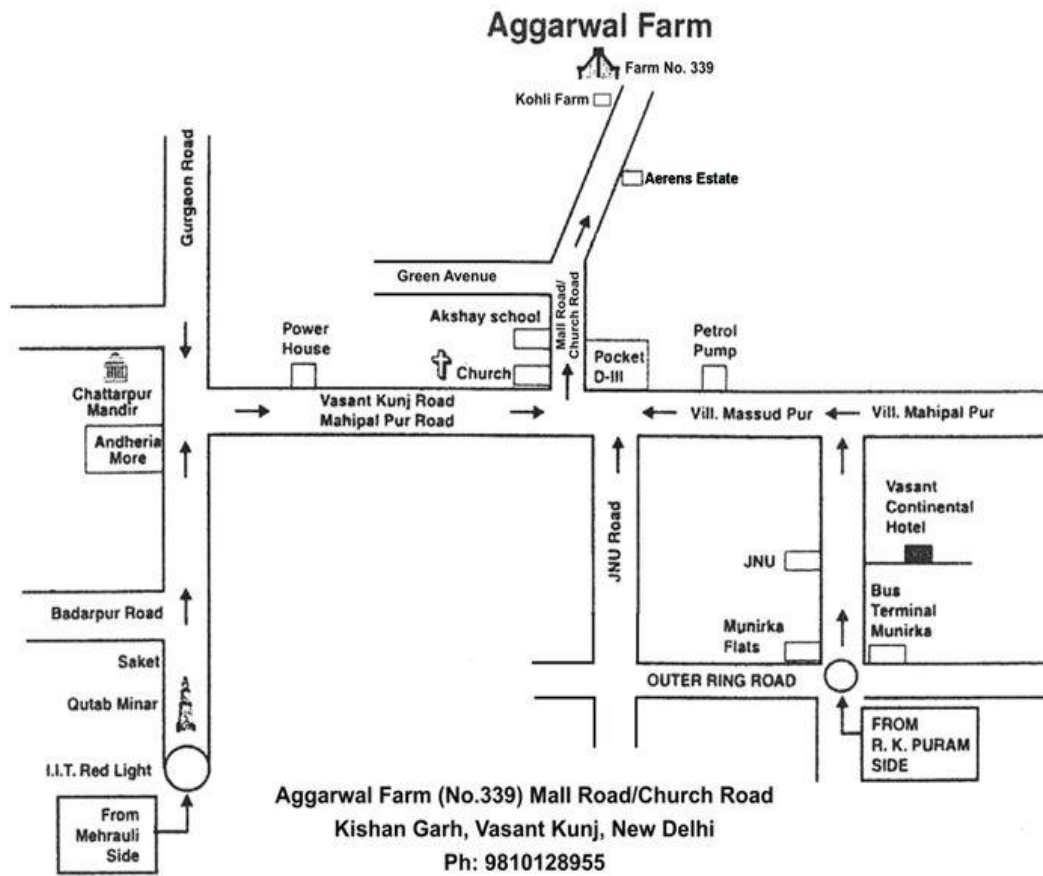 Aggarwal Farm
Farm No. 339
Kohli Farm
Aerens Estate
Gurgaon Road
Green Avenue
Mall Road/
Church Road
Akshay school
Church
Power
House
Pocket
D-III
Petrol
Pump
Chattarpur
Mandir
Andheria
More
Vasant Kunj Road
Mahipal Pur Road
Vill. Massud Pur
Vill. Mahipal Pur
JNU Road
Vasant
Continental
Hotel
JNU
Bus
Terminal
Munirka
Munirka
Flats
Badarpur Road
Saket
Qutab Minar
I.I.T. Red Light
OUTER RING ROAD
FROM
R. K. PURAM
SIDE
From
Mehrauli
Side
Aggarwal Farm (No.339) Mall Road/Church Road
Kishan Garh, Vasant Kunj, New Delhi
Ph: 9810128955